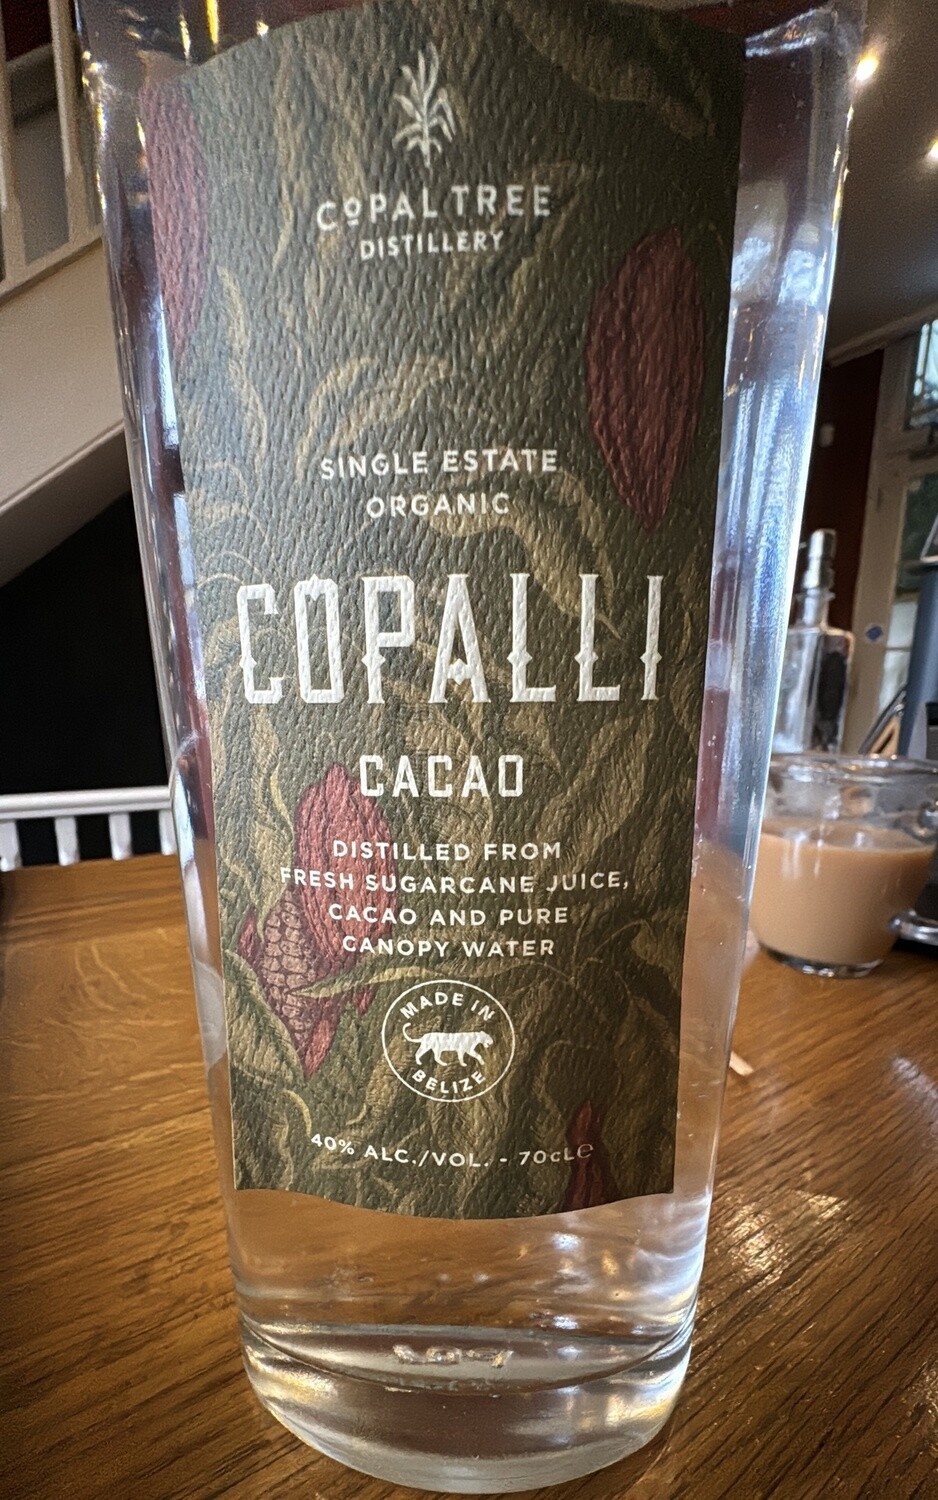 COPAL TREE
DISTILLERY
SINGLE ESTATE
ORGANIC
COPALLI
CACAO
DISTILLED FROM
FRESH SUGARCANE JUICE,
CACAO AND PURE
CANOPY WATER
MADE IN
BELIZE
40% ALC./VOL. - 70cL℮